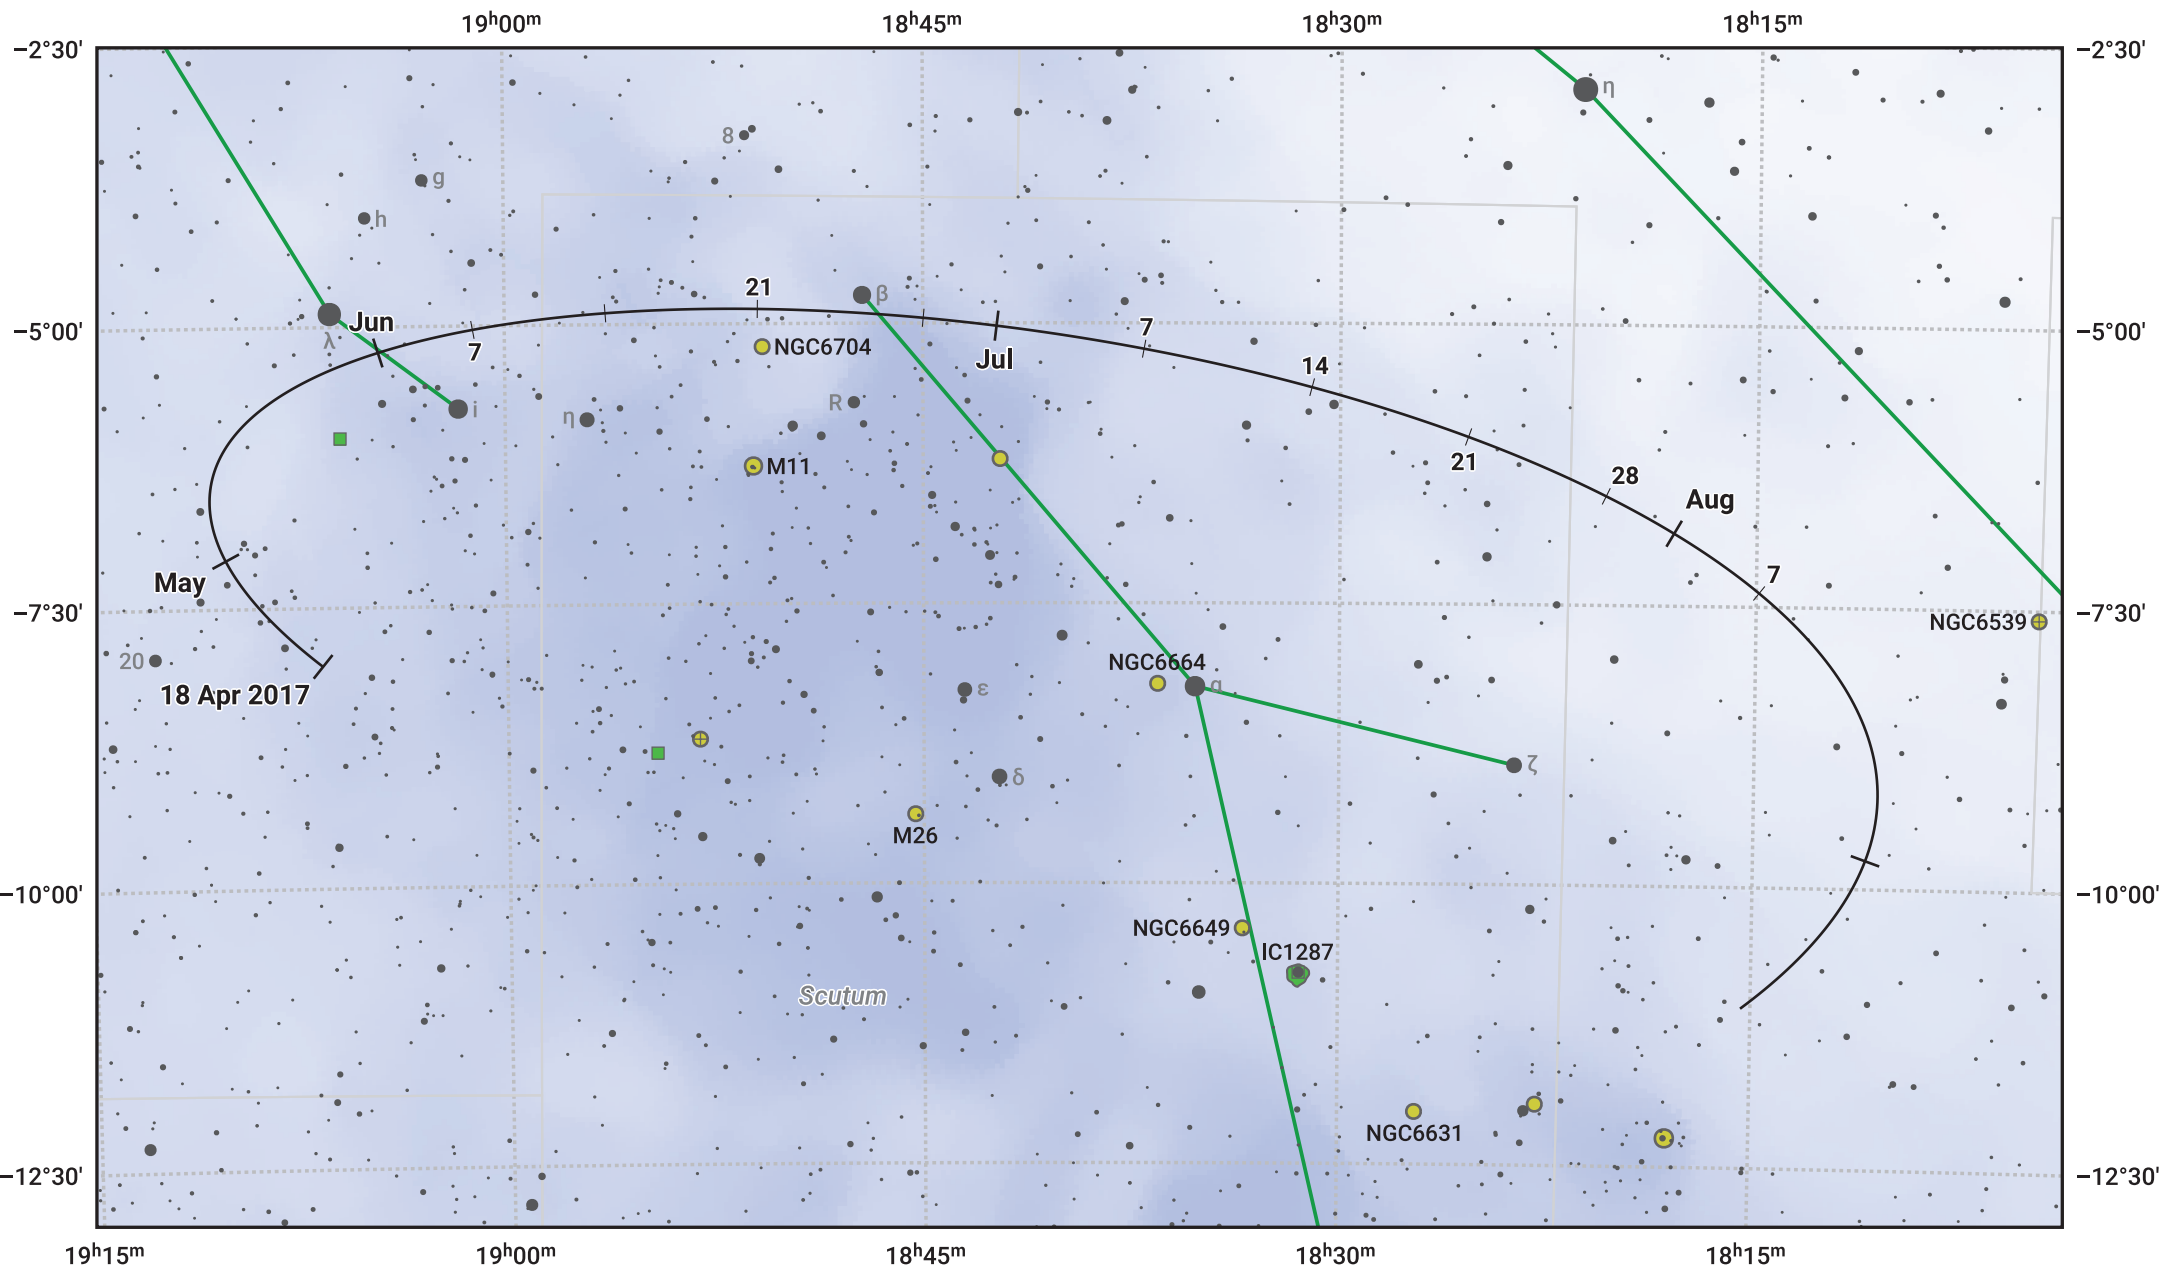 19ʰ00ᵐ 18ʰ45ᵐ 18ʰ30ᵐ 18ʰ15ᵐ
−2°30' −2°30'
η
8
g
h
21 β
Jun −5°00' 7 −5°00'
λ 7 NGC6704 Jul
14
i η R
21
M11 28
Aug
May 7
−7°30' −7°30'
NGC6539
20 NGC6664
18 Apr 2017 ε α
δ ζ
M26
−10°00' −10°00'
NGC6649
IC1287
Scutum
NGC6631
−12°30' −12°30'
19ʰ15ᵐ 19ʰ00ᵐ 18ʰ45ᵐ 18ʰ30ᵐ 18ʰ15ᵐ